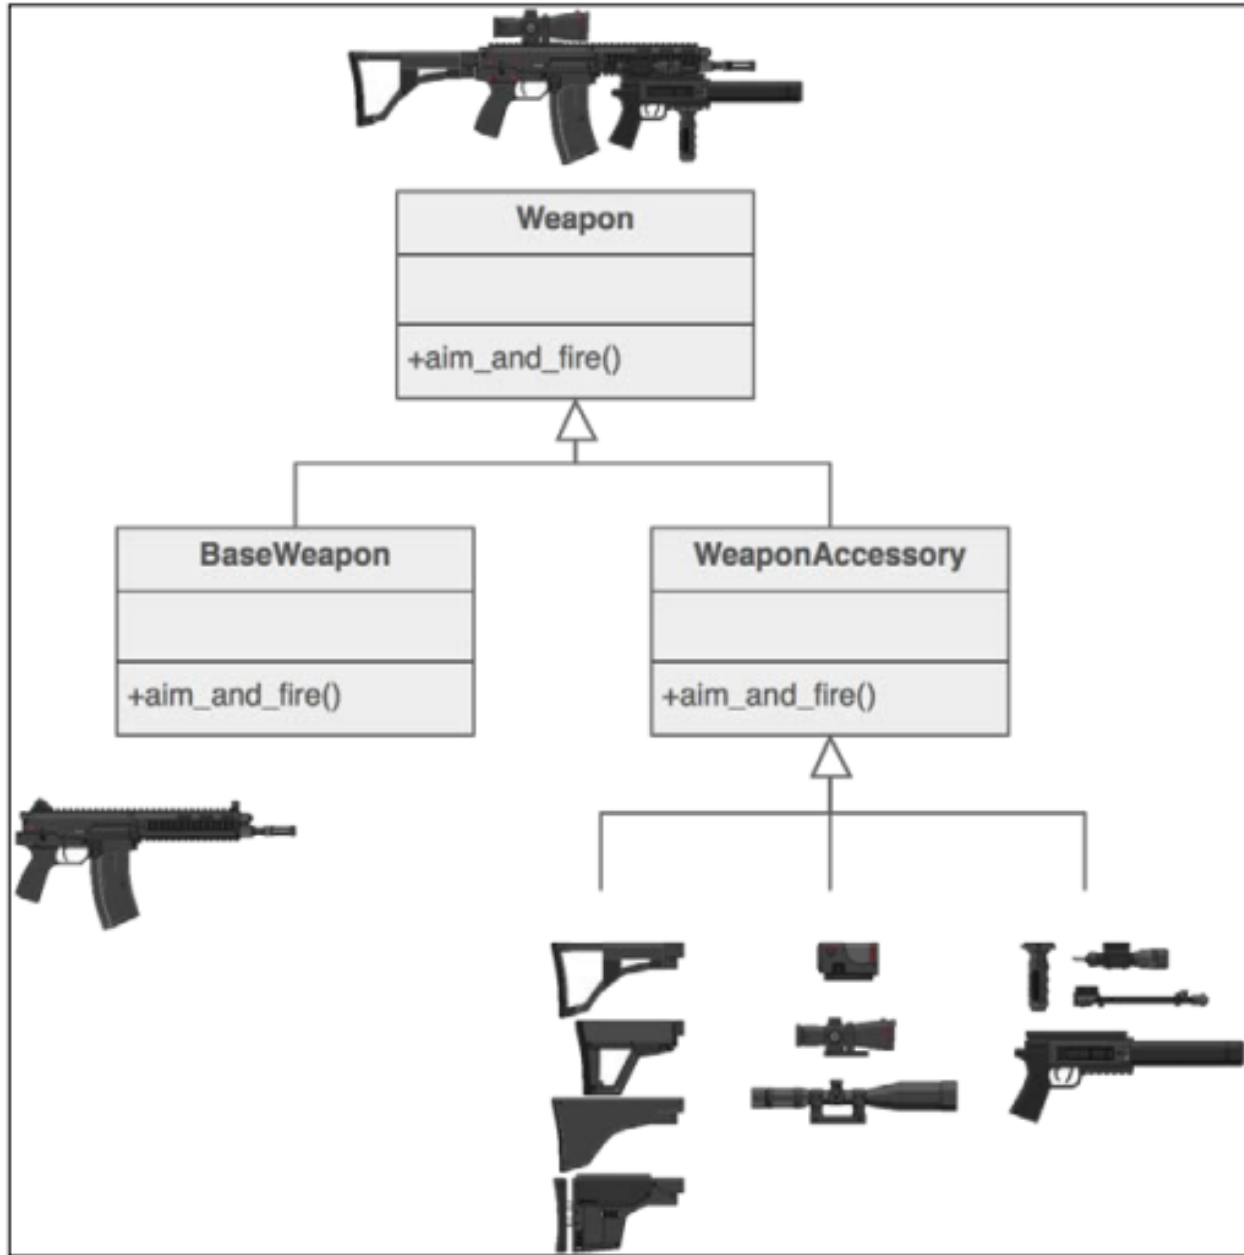 Weapon
+aim_and_fire()
BaseWeapon
+aim_and_fire()
WeaponAccessory
+aim_and_fire()